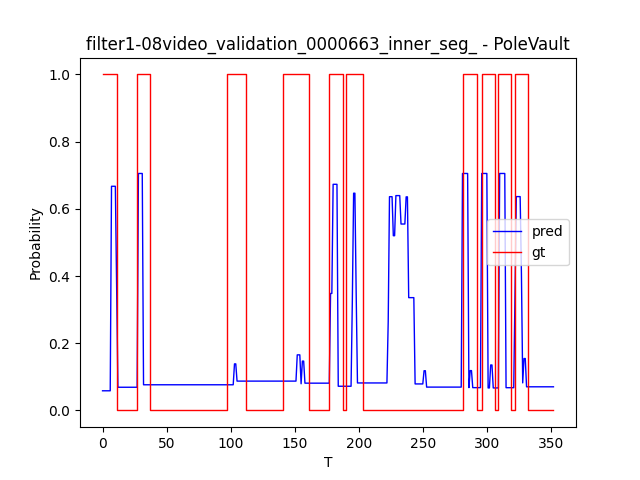 filter1-08video_validation_0000663_inner_seg_ - PoleVault
1.0
0.8
0.6
0.4
0.2
0.0
Probability
pred
gt
0 50 100 150 200 250 300 350
T